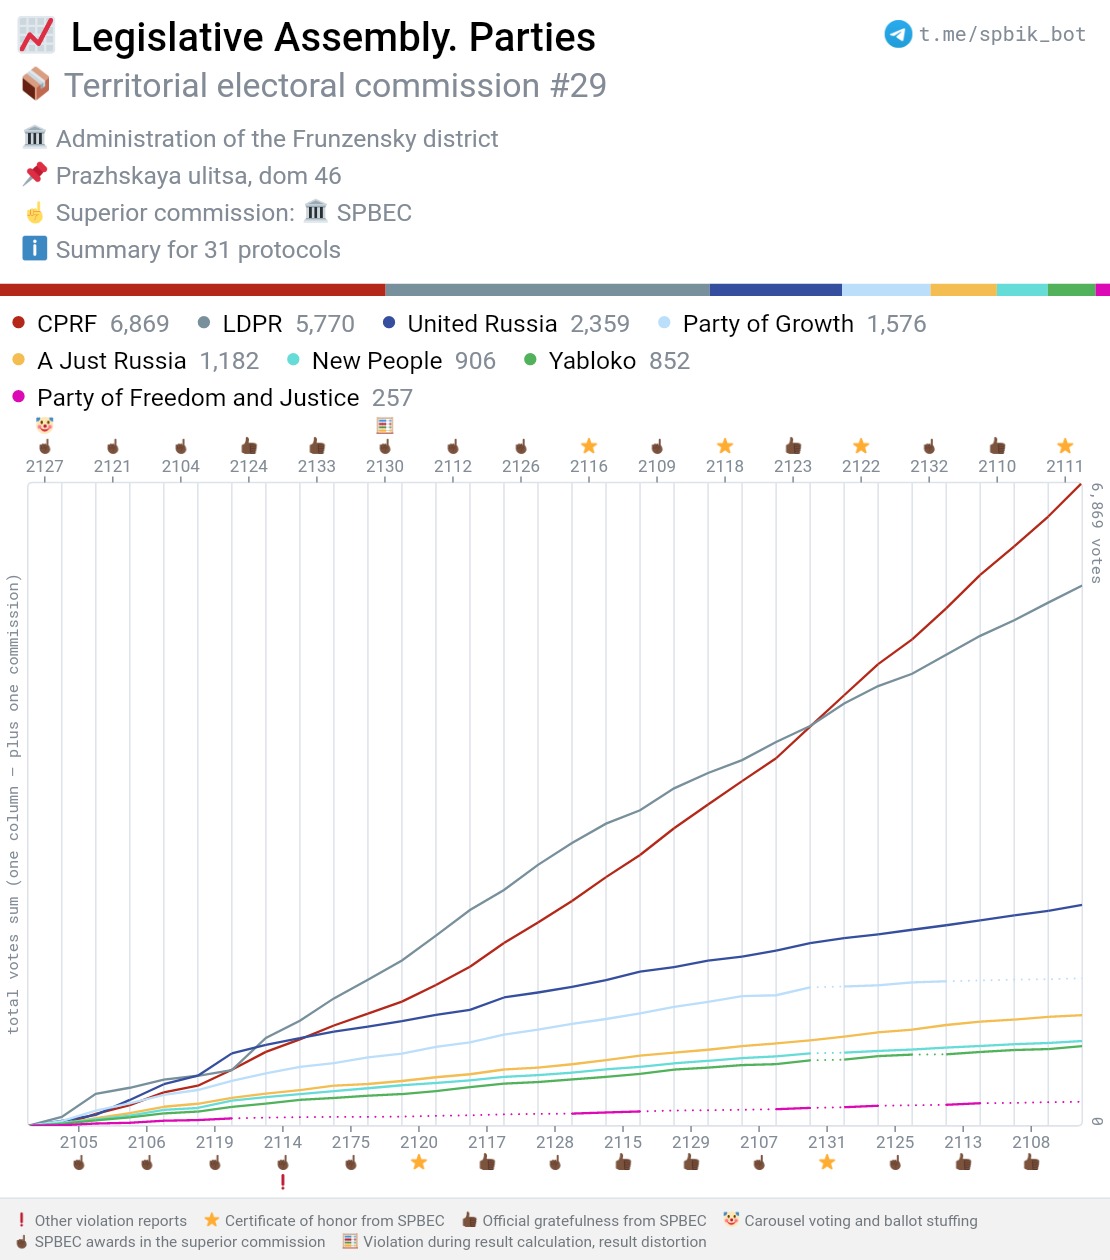 Legislative Assembly. Parties
t.me/spbik_bot
Territorial electoral commission #29
Administration of the Frunzensky district
Prazhskaya ulitsa, dom 46
Superior commission: SPBEC
Summary for 31 protocols
CPRF 6,869 LDPR 5,770 United Russia 2,359 Party of Growth 1,576
A Just Russia 1,182 New People 906 Yabloko 852
Party of Freedom and Justice 257
2127 2121 2104 2124 2133 2130 2112 2126 2116 2109 2118 2123 2122 2132 2110 2111
6,869 votes
total votes sum (one column – plus one commission)
0
2105 2106 2119 2114 2175 2120 2117 2128 2115 2129 2107 2131 2125 2113 2108
Other violation reports Certificate of honor from SPBEC Official gratefulness from SPBEC Carousel voting and ballot stuffing
SPBEC awards in the superior commission Violation during result calculation, result distortion